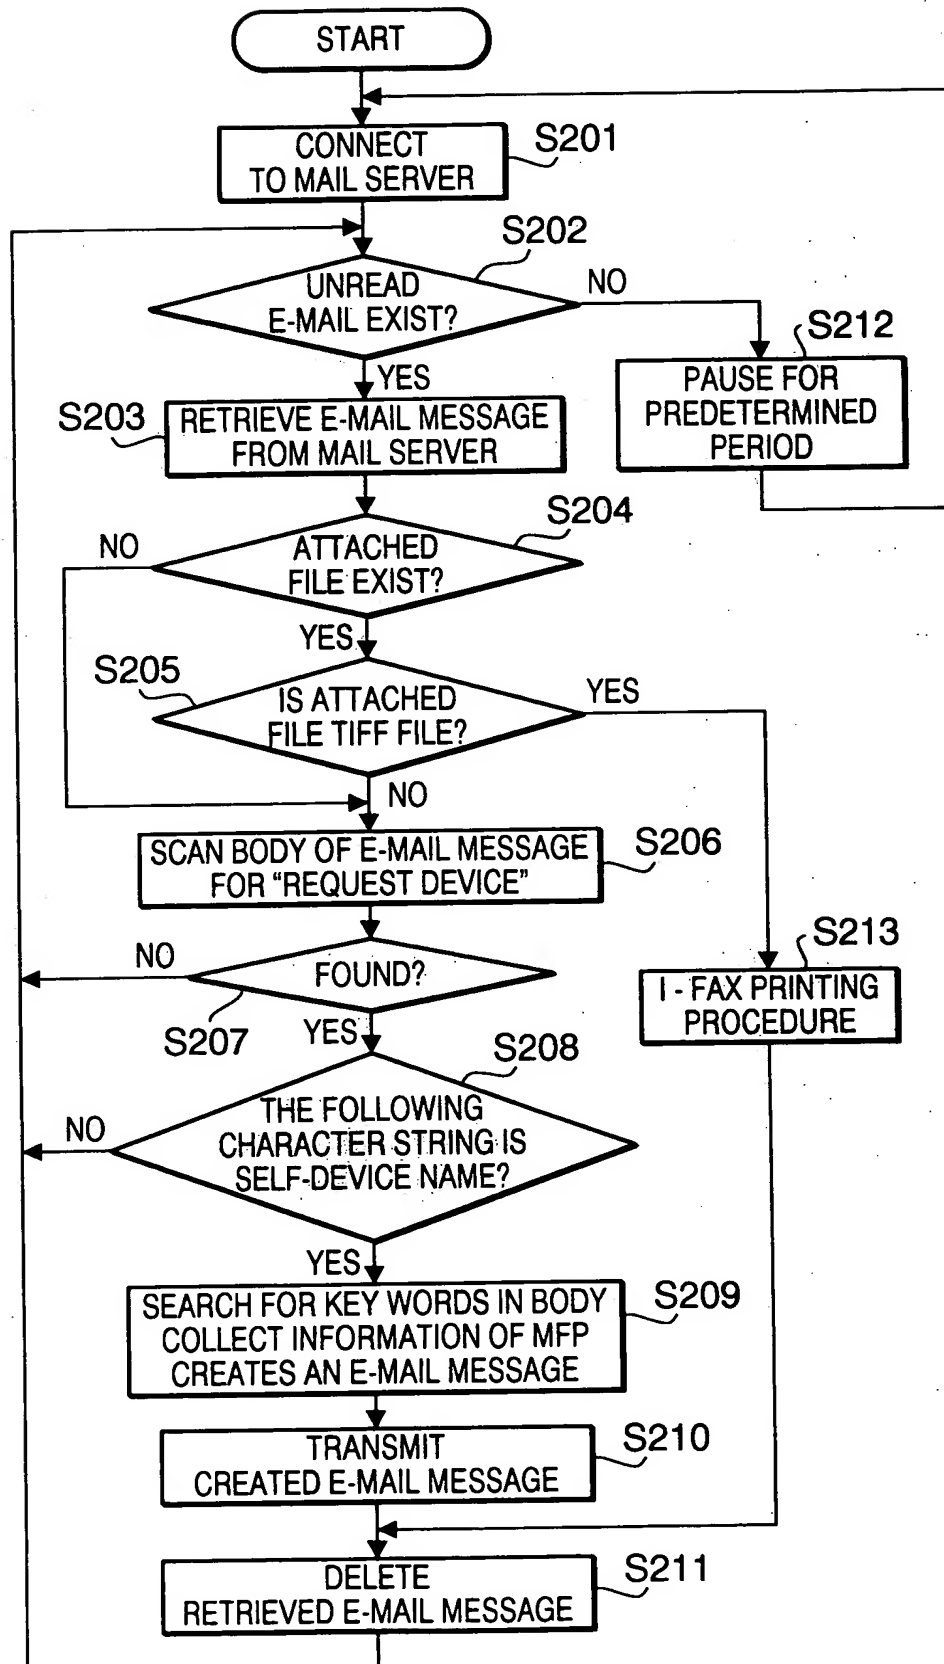 START
CONNECT
TO MAIL SERVER
S201
S202
UNREAD
E-MAIL EXIST?
NO
S212
PAUSE FOR
PREDETERMINED
PERIOD
YES
S203
RETRIEVE E-MAIL MESSAGE
FROM MAIL SERVER
S204
NO
ATTACHED
FILE EXIST?
YES
S205
IS ATTACHED
FILE TIFF FILE?
YES
NO
SCAN BODY OF E-MAIL MESSAGE
FOR "REQUEST DEVICE"
S206
S213
I - FAX PRINTING
PROCEDURE
NO
FOUND?
S207
YES
S208
THE FOLLOWING
CHARACTER STRING IS
SELF-DEVICE NAME?
NO
YES
SEARCH FOR KEY WORDS IN BODY
COLLECT INFORMATION OF MFP
CREATES AN E-MAIL MESSAGE
S209
TRANSMIT
CREATED E-MAIL MESSAGE
S210
DELETE
RETRIEVED E-MAIL MESSAGE
S211